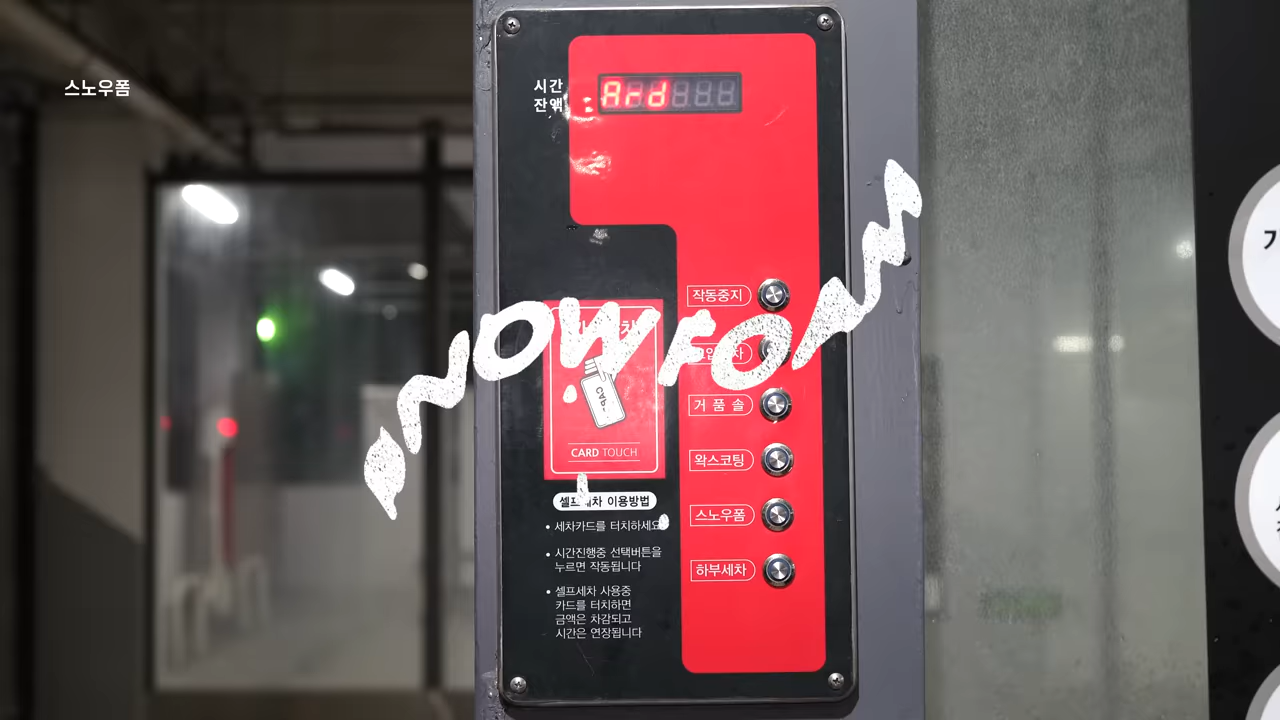 스노우폼
시간
잔액
Ard
SNOWFOAM
작동중지
거 품 솔
왁스코팅
스노우폼
하부세차
CARD TOUCH
셀프세차 이용방법
• 세차카드를 터치하세요
• 시간진행중 선택버튼을
누르면 작동됩니다
• 셀프세차 사용중
카드를 터치하면
금액은 차감되고
시간은 연장됩니다